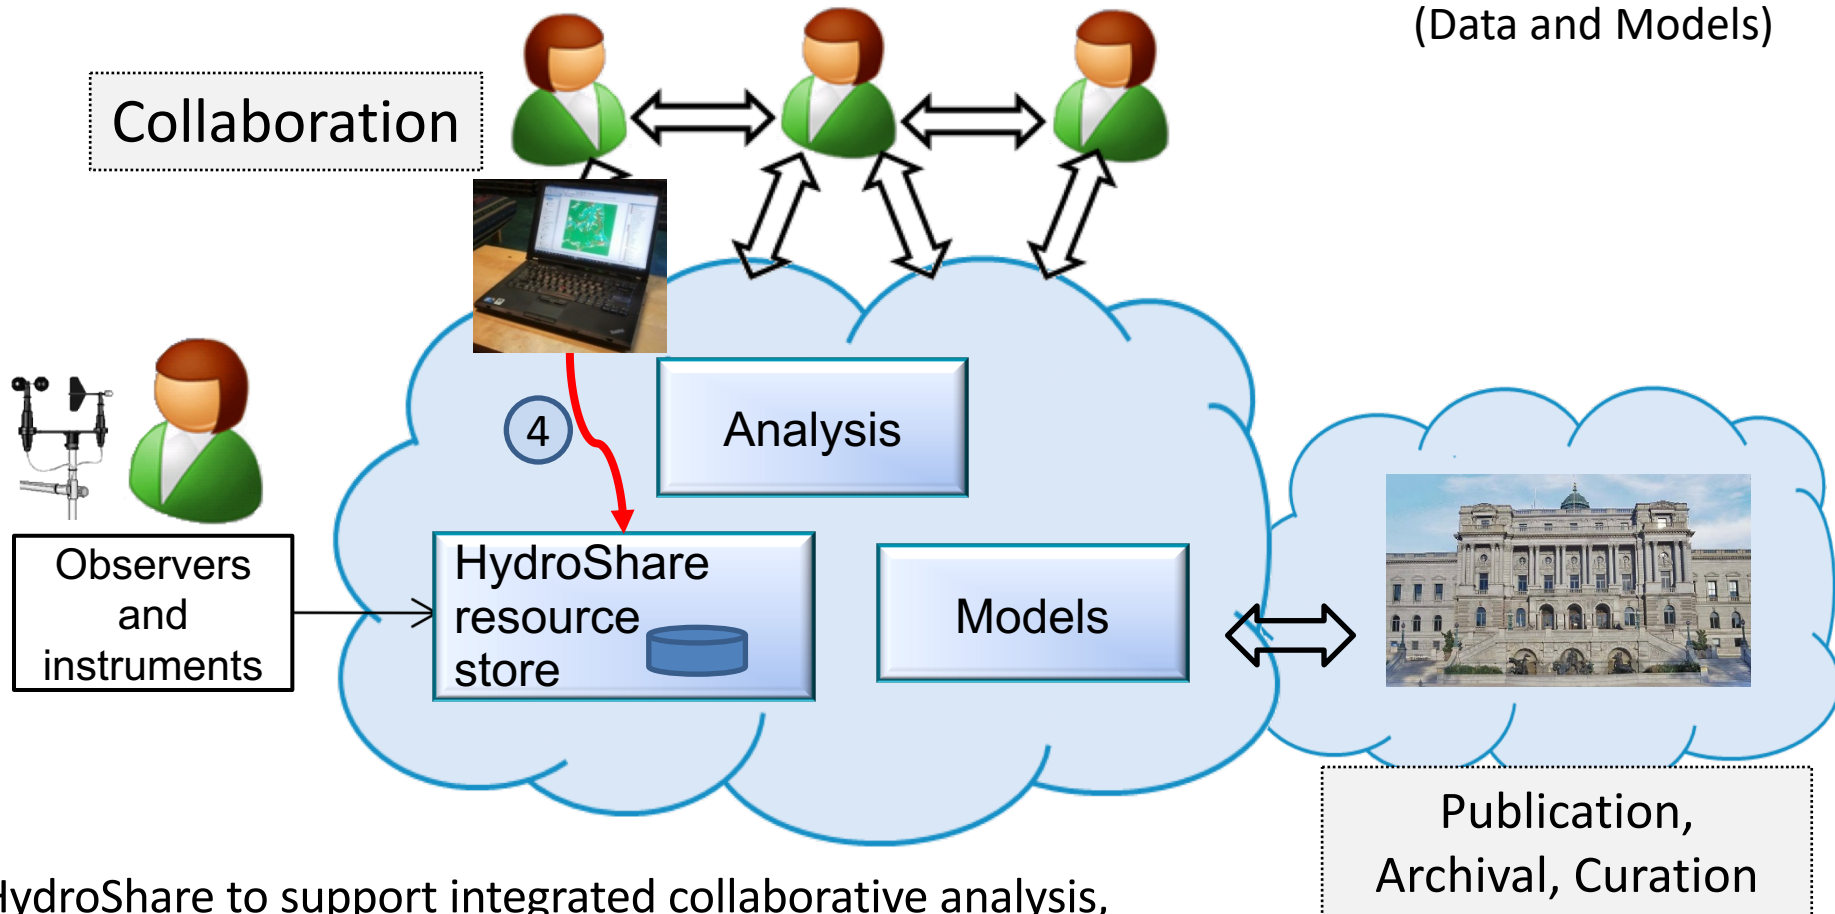 (Data and Models)
Collaboration
4
Analysis
Observers
and
instruments
HydroShare
resource
store
Models
Publication,
Archival, Curation
HydroShare to support integrated collaborative analysis,